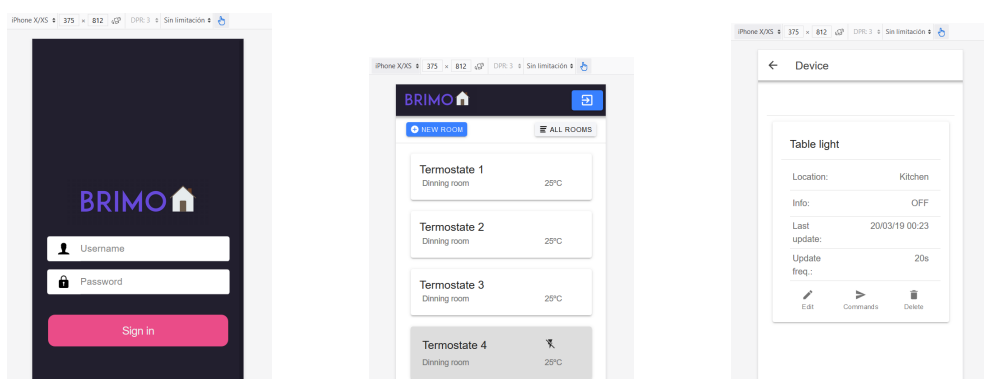 iPhone X/XS 375 × 812 DPR: 3 Sin limitación
BRIMO
Username
Password
Sign in
iPhone X/XS 375 × 812 DPR: 3 Sin limitación
BRIMO
NEW ROOM ALL ROOMS
Termostate 1
Dinning room 25ºC
Termostate 2
Dinning room 25ºC
Termostate 3
Dinning room 25ºC
Termostate 4
Dinning room 25ºC
iPhone X/XS 375 × 812 DPR: 3 Sin limitación
Device
Table light
Location: Kitchen
Info: OFF
Last 20/03/19 00:23
update:
Update 20s
freq.:
Edit Commands Delete